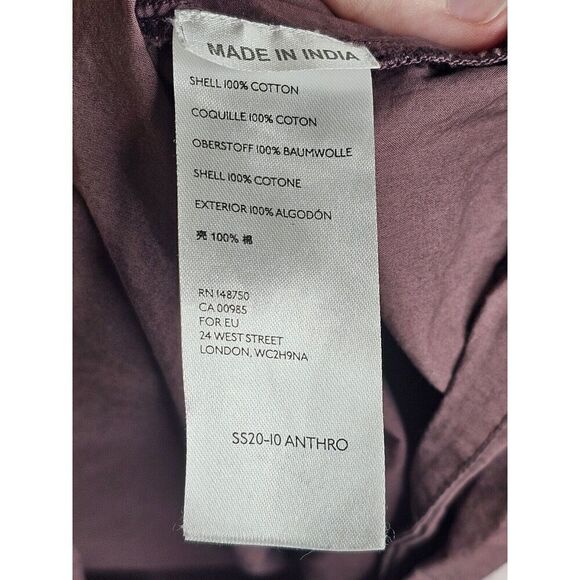 MADE IN INDIA
SHELL 100% COTTON
COQUILLE 100% COTON
OBERSTOFF 100% BAUMWOLLE
SHELL 100% COTONE
EXTERIOR 100% ALGODÓN
壳 100% 棉
RN 148750
CA 00985
FOR EU
24 WEST STREET
LONDON, WC2H9NA
SS20-10 ANTHRO